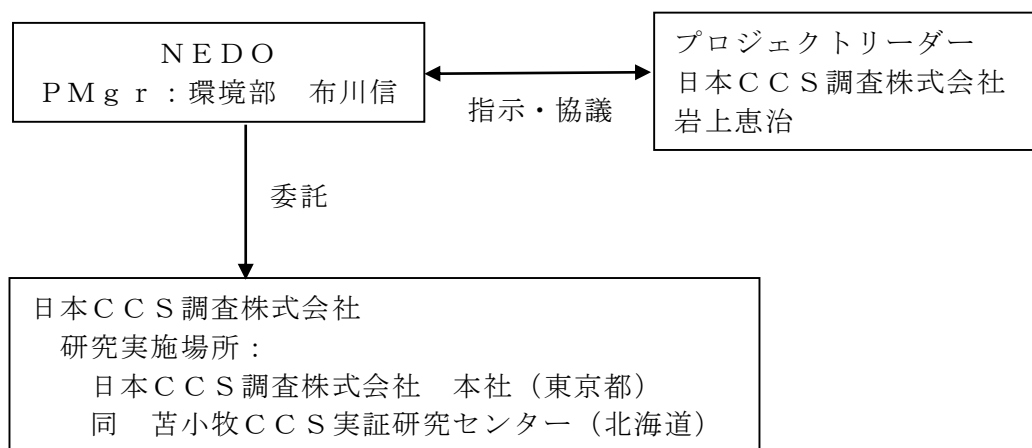 NEDO
PMgr:環境部 布川信
プロジェクトリーダー
日本CCS調査株式会社
岩上恵治
指示・協議
委託
日本CCS調査株式会社
研究実施場所:
日本CCS調査株式会社 本社(東京都)
同 苫小牧CCS実証研究センター(北海道)